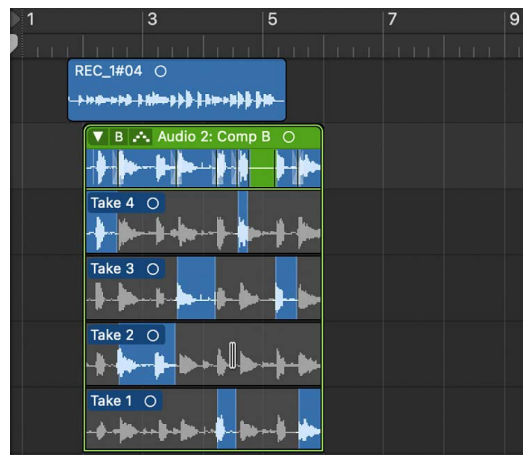 1 3 5 7 9
REC_1#04
B Audio 2: Comp B
Take 4
Take 3
Take 2
Take 1